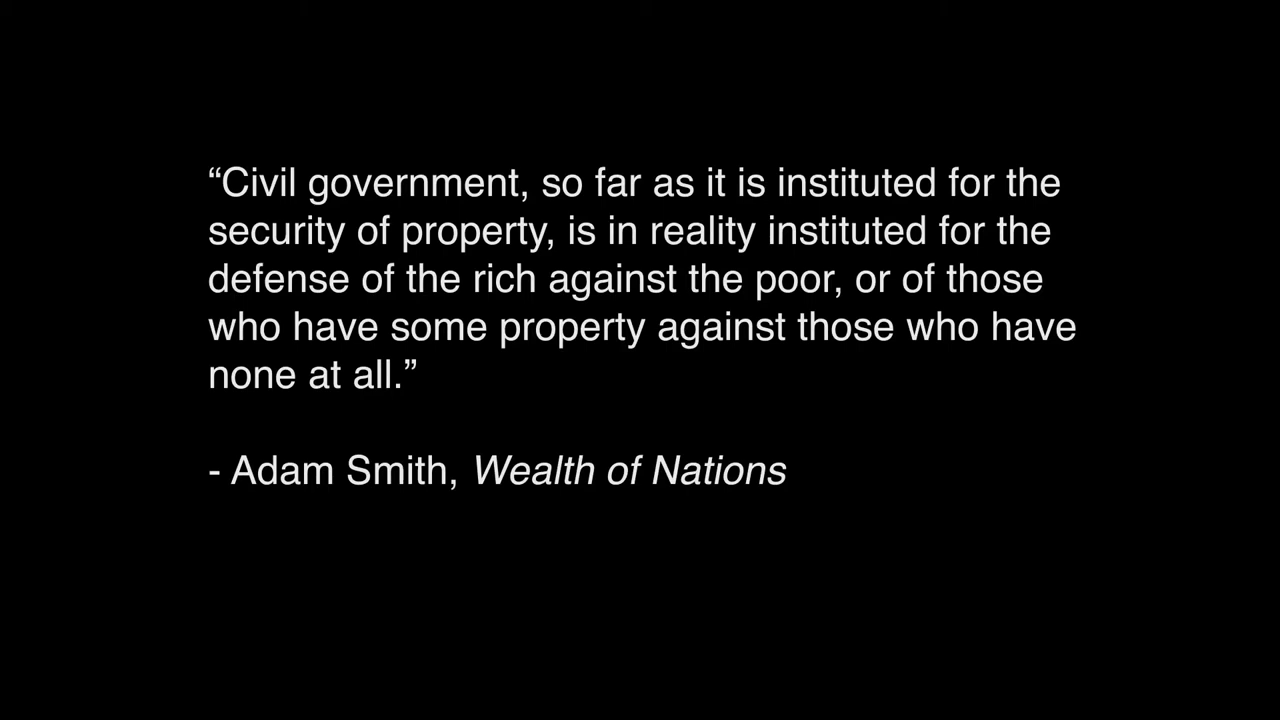 “Civil government, so far as it is instituted for the
security of property, is in reality instituted for the
defense of the rich against the poor, or of those
who have some property against those who have
none at all.”
- Adam Smith, Wealth of Nations